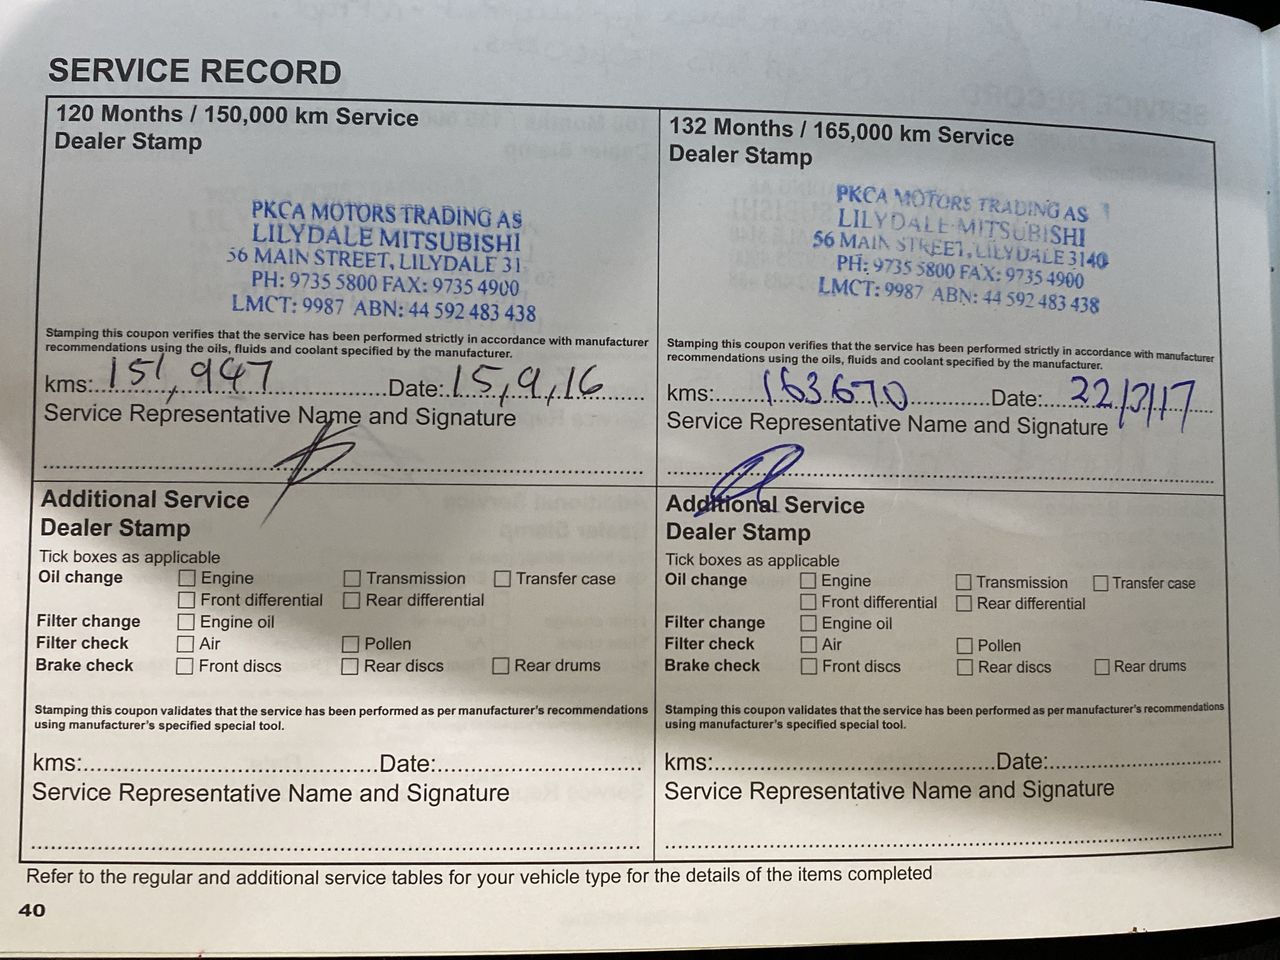 SERVICE RECORD
120 Months / 150,000 km Service
Dealer Stamp
PKCA MOTORS TRADING AS
LILYDALE MITSUBISHI
56 MAIN STREET, LILYDALE 31
PH: 9735 5800 FAX: 9735 4900
LMCT: 9987 ABN: 44 592 483 438
Stamping this coupon verifies that the service has been performed strictly in accordance with manufacturer
recommendations using the oils, fluids and coolant specified by the manufacturer.
kms: 151,947 Date: 15,9,16
Service Representative Name and Signature
Additional Service
Dealer Stamp
Tick boxes as applicable
Oil change Engine Transmission Transfer case
Front differential Rear differential
Filter change Engine oil
Filter check Air Pollen
Brake check Front discs Rear discs Rear drums
Stamping this coupon validates that the service has been performed as per manufacturer's recommendations
using manufacturer's specified special tool.
kms: Date:
Service Representative Name and Signature
132 Months / 165,000 km Service
Dealer Stamp
PKCA MOTORS TRADING AS
LILYDALE MITSUBISHI
56 MAIN STREET, LILYDALE 3140
PH: 9735 5800 FAX: 9735 4900
LMCT: 9987 ABN: 44 592 483 438
Stamping this coupon verifies that the service has been performed strictly in accordance with manufacturer
recommendations using the oils, fluids and coolant specified by the manufacturer.
kms: 163670 Date: 22/3/17
Service Representative Name and Signature
Additional Service
Dealer Stamp
Tick boxes as applicable
Oil change Engine Transmission Transfer case
Front differential Rear differential
Filter change Engine oil
Filter check Air Pollen
Brake check Front discs Rear discs Rear drums
Stamping this coupon validates that the service has been performed as per manufacturer's recommendations
using manufacturer's specified special tool.
kms: Date:
Service Representative Name and Signature
Refer to the regular and additional service tables for your vehicle type for the details of the items completed
40